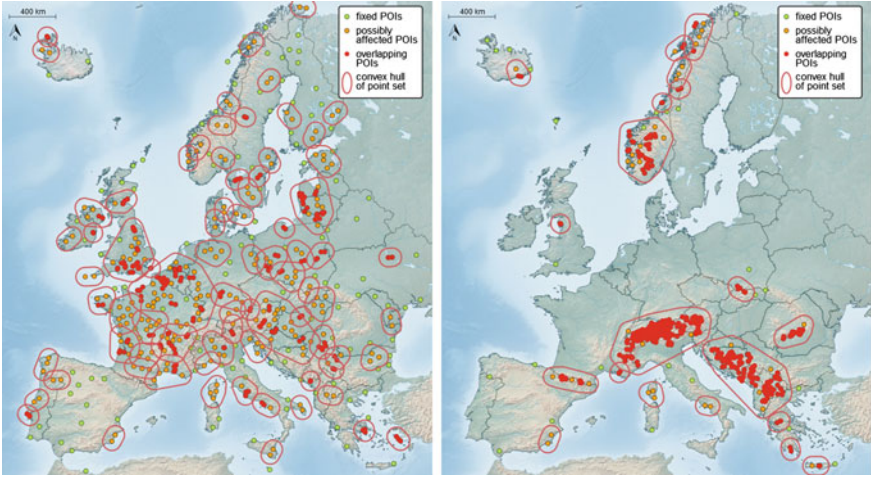 400 km
N
fixed POIs
possibly
affected POIs
overlapping
POIs
convex hull
of point set
400 km
N
fixed POIs
possibly
affected POIs
overlapping
POIs
convex hull
of point set